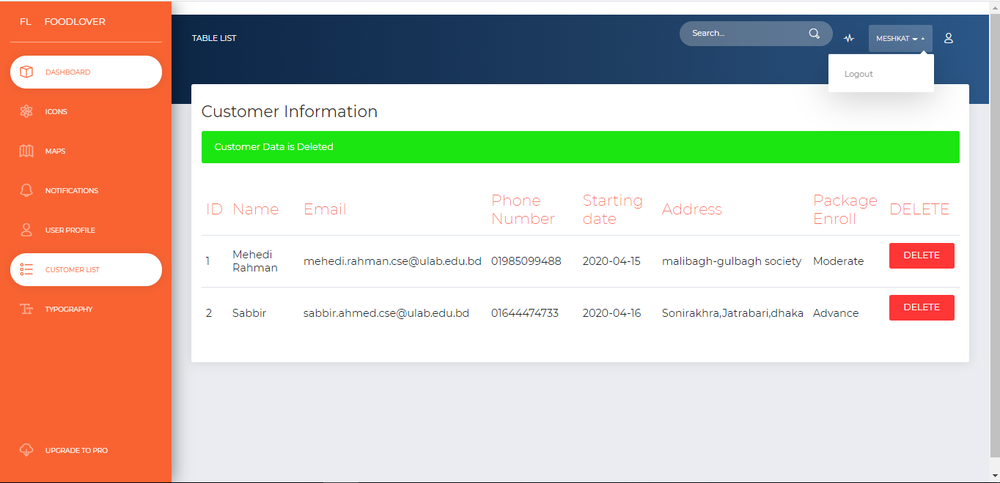 FL FOODLOVER
DASHBOARD
ICONS
MAPS
NOTIFICATIONS
USER PROFILE
CUSTOMER LIST
TYPOGRAPHY
UPGRADE TO PRO
TABLE LIST
Search...
MESHKAT
Logout
Customer Information
Customer Data is Deleted
ID Name Email Phone Number Starting date Address Package Enroll DELETE
1 Mehedi Rahman mehedi.rahman.cse@ulab.edu.bd 01985099488 2020-04-15 malibagh-gulbagh society Moderate DELETE
2 Sabbir sabbir.ahmed.cse@ulab.edu.bd 01644474733 2020-04-16 Sonirakhra,Jatrabari,dhaka Advance DELETE